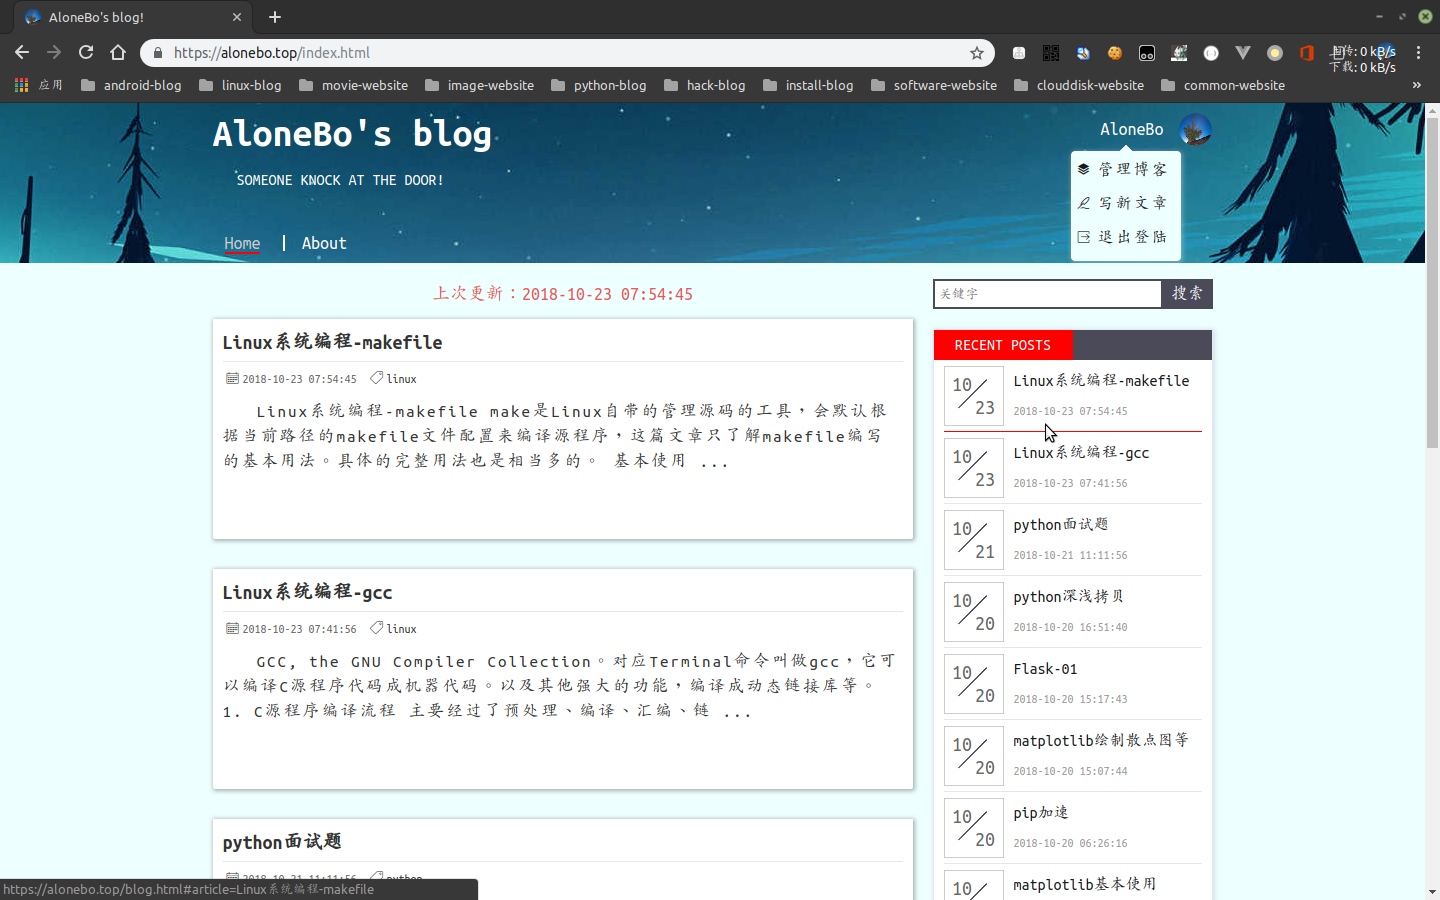 AloneBo's blog!
https://alonebo.top/index.html
上传: 0 kB/s
下载: 0 kB/s
应用
android-blog
linux-blog
movie-website
image-website
python-blog
hack-blog
install-blog
software-website
clouddisk-website
common-website
»
AloneBo's blog
SOMEONE KNOCK AT THE DOOR!
Home
About
AloneBo
管理博客
写新文章
退出登陆
上次更新：2018-10-23 07:54:45
Linux系统编程-makefile
2018-10-23 07:54:45 linux
Linux系统编程-makefile make是Linux自带的管理源码的工具，会默认根
据当前路径的makefile文件配置来编译源程序，这篇文章只了解makefile编写
的基本用法。具体的完整用法也是相当多的。 基本使用 ...
Linux系统编程-gcc
2018-10-23 07:41:56 linux
GCC, the GNU Compiler Collection。对应Terminal命令叫做gcc，它可
以编译C源程序代码成机器代码。以及其他强大的功能，编译成动态链接库等。
1. C源程序编译流程 主要经过了预处理、编译、汇编、链 ...
python面试题
2018-10-21 11:11:56 python
关键字
搜索
RECENT POSTS
10
23
Linux系统编程-makefile
2018-10-23 07:54:45
10
23
Linux系统编程-gcc
2018-10-23 07:41:56
10
21
python面试题
2018-10-21 11:11:56
10
20
python深浅拷贝
2018-10-20 16:51:40
10
20
Flask-01
2018-10-20 15:17:43
10
20
matplotlib绘制散点图等
2018-10-20 15:07:44
10
20
pip加速
2018-10-20 06:26:16
10
matplotlib基本使用
https://alonebo.top/blog.html#article=Linux系统编程-makefile